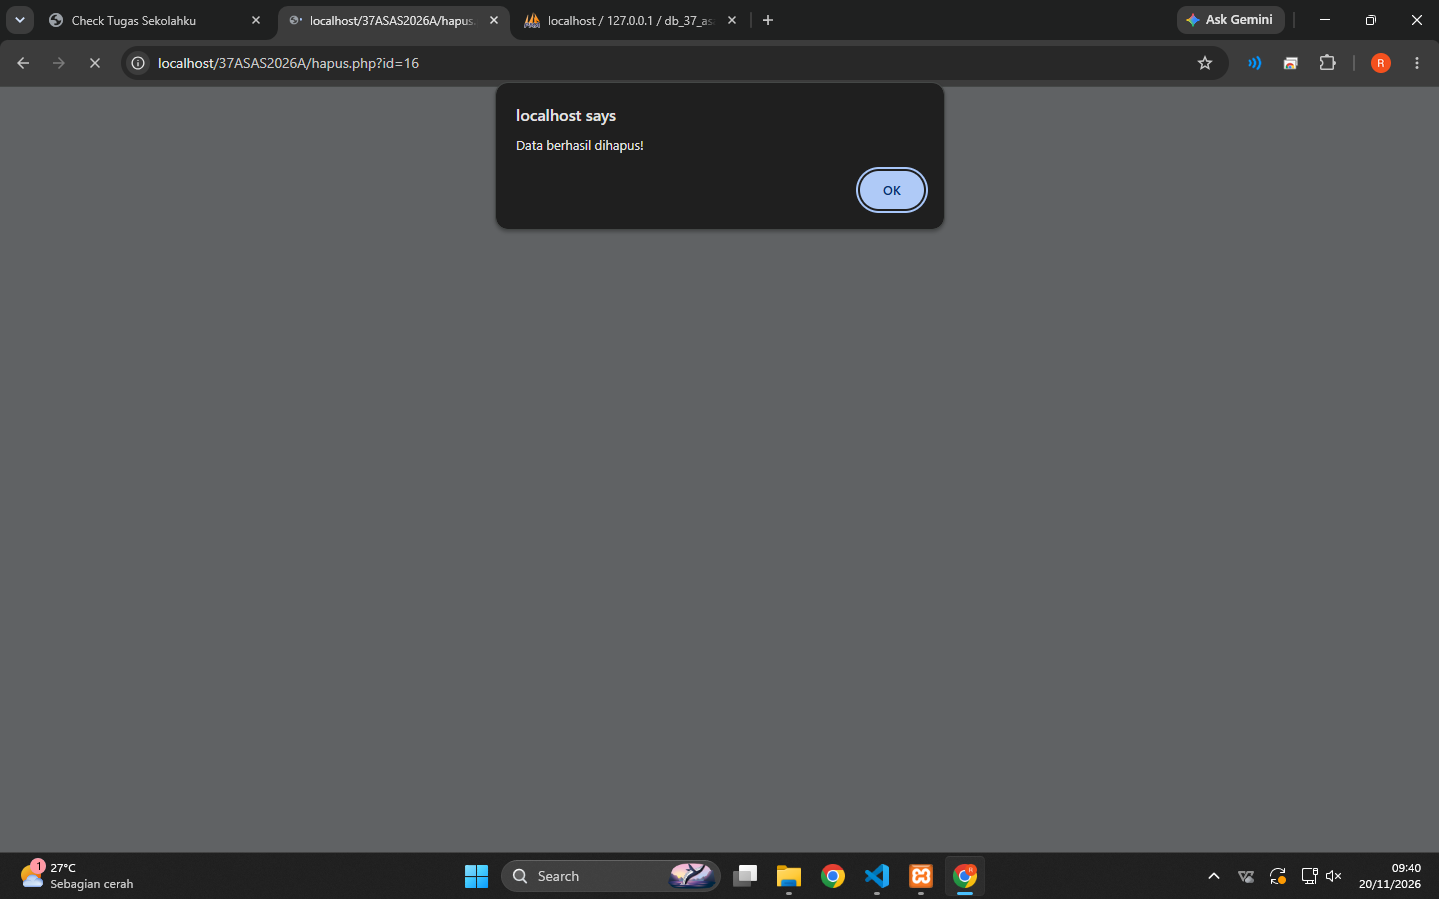 Check Tugas Sekolahku
localhost/37ASAS2026A/hapus.
localhost / 127.0.0.1 / db_37_as
Ask Gemini
localhost/37ASAS2026A/hapus.php?id=16
R
localhost says
Data berhasil dihapus!
OK
1
27°C
Sebagian cerah
Search
09:40
20/11/2026